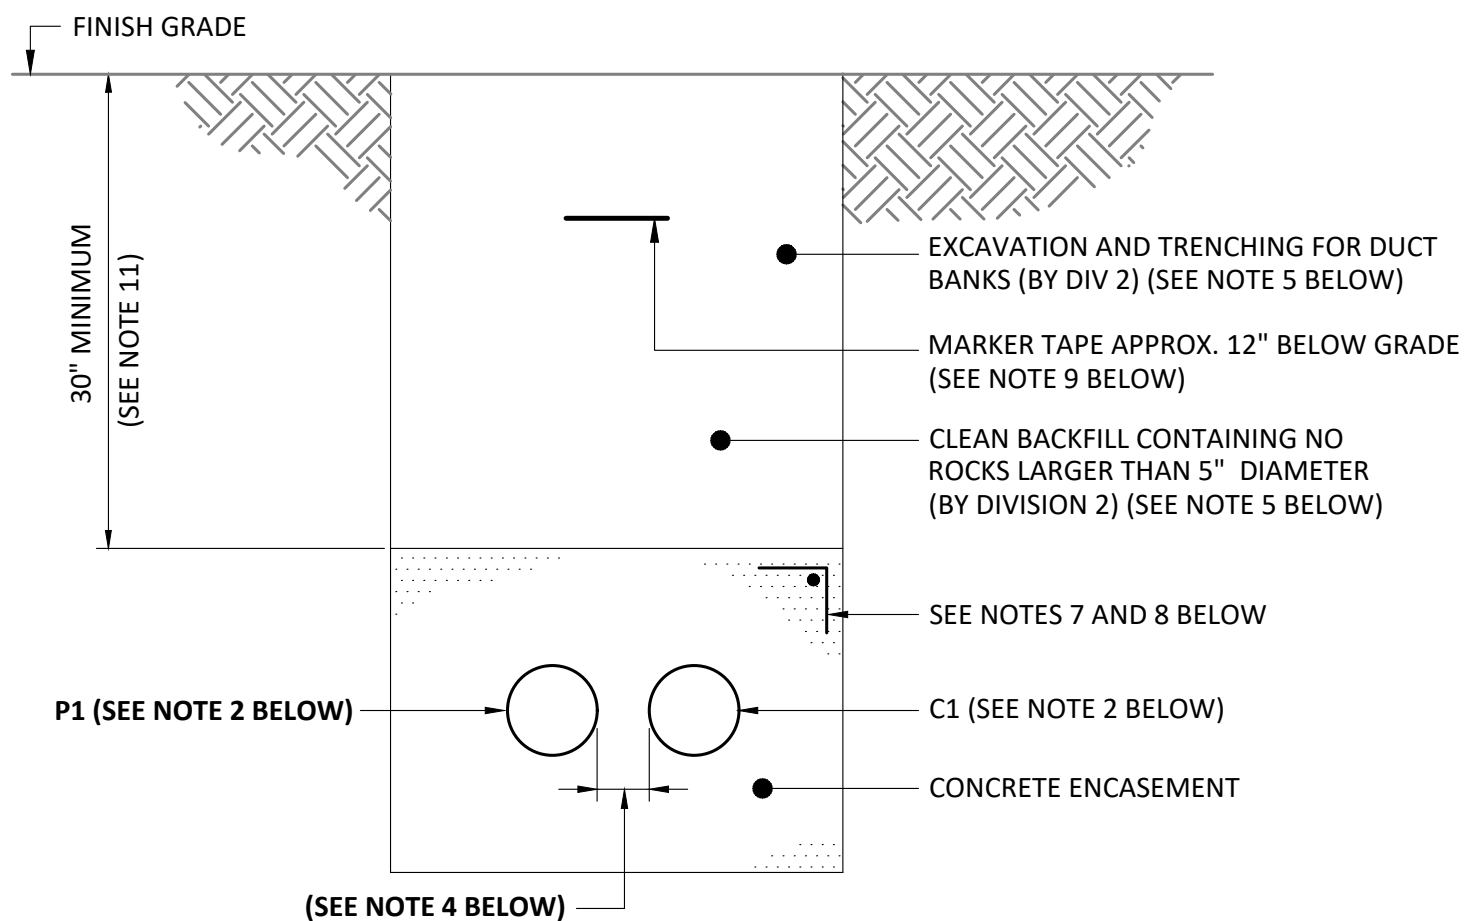 FINISH GRADE
30" MINIMUM
(SEE NOTE 11)
EXCAVATION AND TRENCHING FOR DUCT
BANKS (BY DIV 2) (SEE NOTE 5 BELOW)
MARKER TAPE APPROX. 12" BELOW GRADE
(SEE NOTE 9 BELOW)
CLEAN BACKFILL CONTAINING NO
ROCKS LARGER THAN 5" DIAMETER
(BY DIVISION 2) (SEE NOTE 5 BELOW)
SEE NOTES 7 AND 8 BELOW
P1 (SEE NOTE 2 BELOW)
C1 (SEE NOTE 2 BELOW)
CONCRETE ENCASEMENT
(SEE NOTE 4 BELOW)